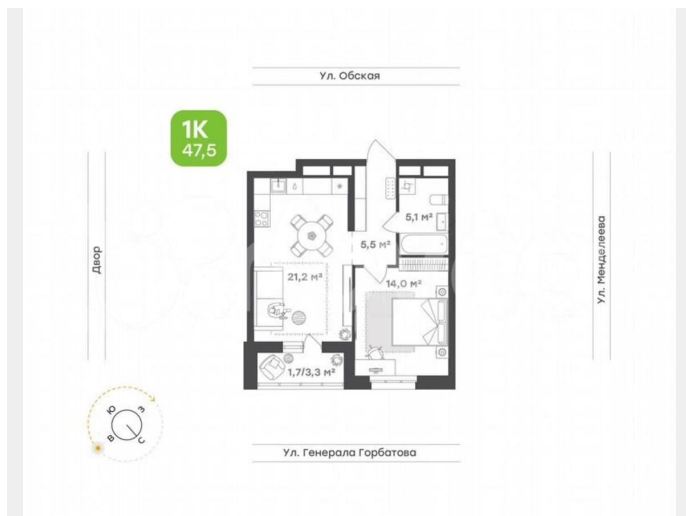 Ул. Обская
1К
47,5
5,1 м²
5,5 м²
21,2 м²
14,0 м²
1,7/3,3 м²
Двор
Ул. Менделеева
Ю
З
В
С
Ул. Генерала Горбатова